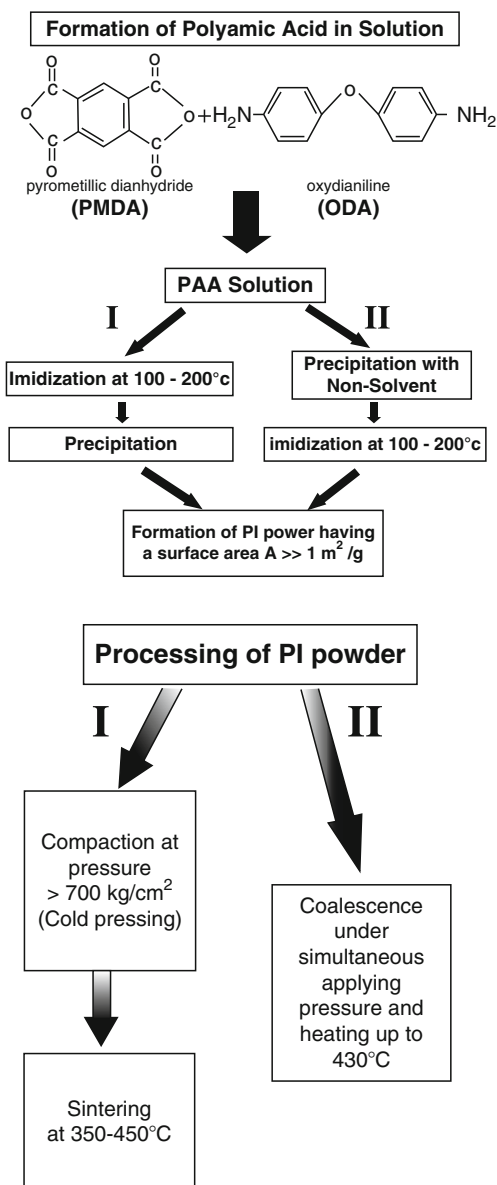 Formation of Polyamic Acid in Solution
O O
C C
O O + H2N O NH2
C C
O O
pyrometillic dianhydride oxydianiline
(PMDA) (ODA)
PAA Solution
I II
Imidization at 100 - 200°c
Precipitation with
Non-Solvent
Precipitation
imidization at 100 - 200°c
Formation of PI power having
a surface area A >> 1 m² /g
Processing of PI powder
I II
Compaction at
pressure
> 700 kg/cm²
(Cold pressing)
Coalescence
under
simultaneous
applying
pressure and
heating up to
430°C
Sintering
at 350-450°C